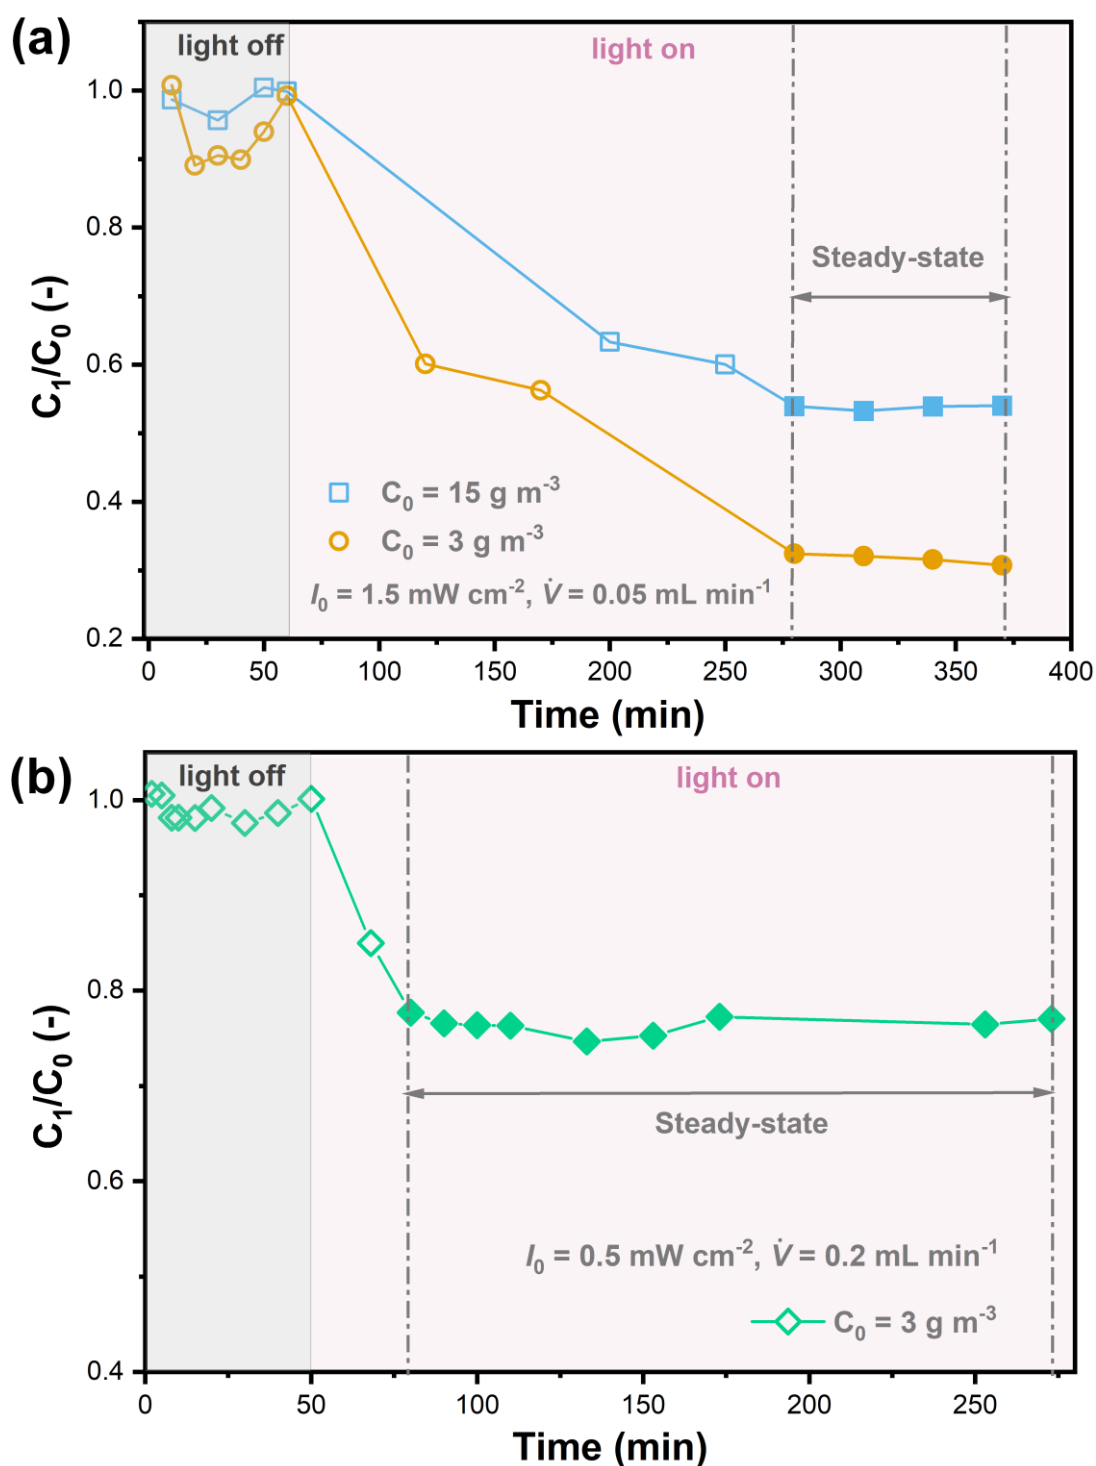 (a)
light off
light on
1.0
0.8
0.6
0.4
0.2
C₁/C₀ (-)
Steady-state
C₀ = 15 g m⁻³
C₀ = 3 g m⁻³
I₀ = 1.5 mW cm⁻², V̇ = 0.05 mL min⁻¹
0 50 100 150 200 250 300 350 400
Time (min)
(b)
light off
light on
1.0
0.8
0.6
0.4
C₁/C₀ (-)
Steady-state
I₀ = 0.5 mW cm⁻², V̇ = 0.2 mL min⁻¹
C₀ = 3 g m⁻³
0 50 100 150 200 250
Time (min)